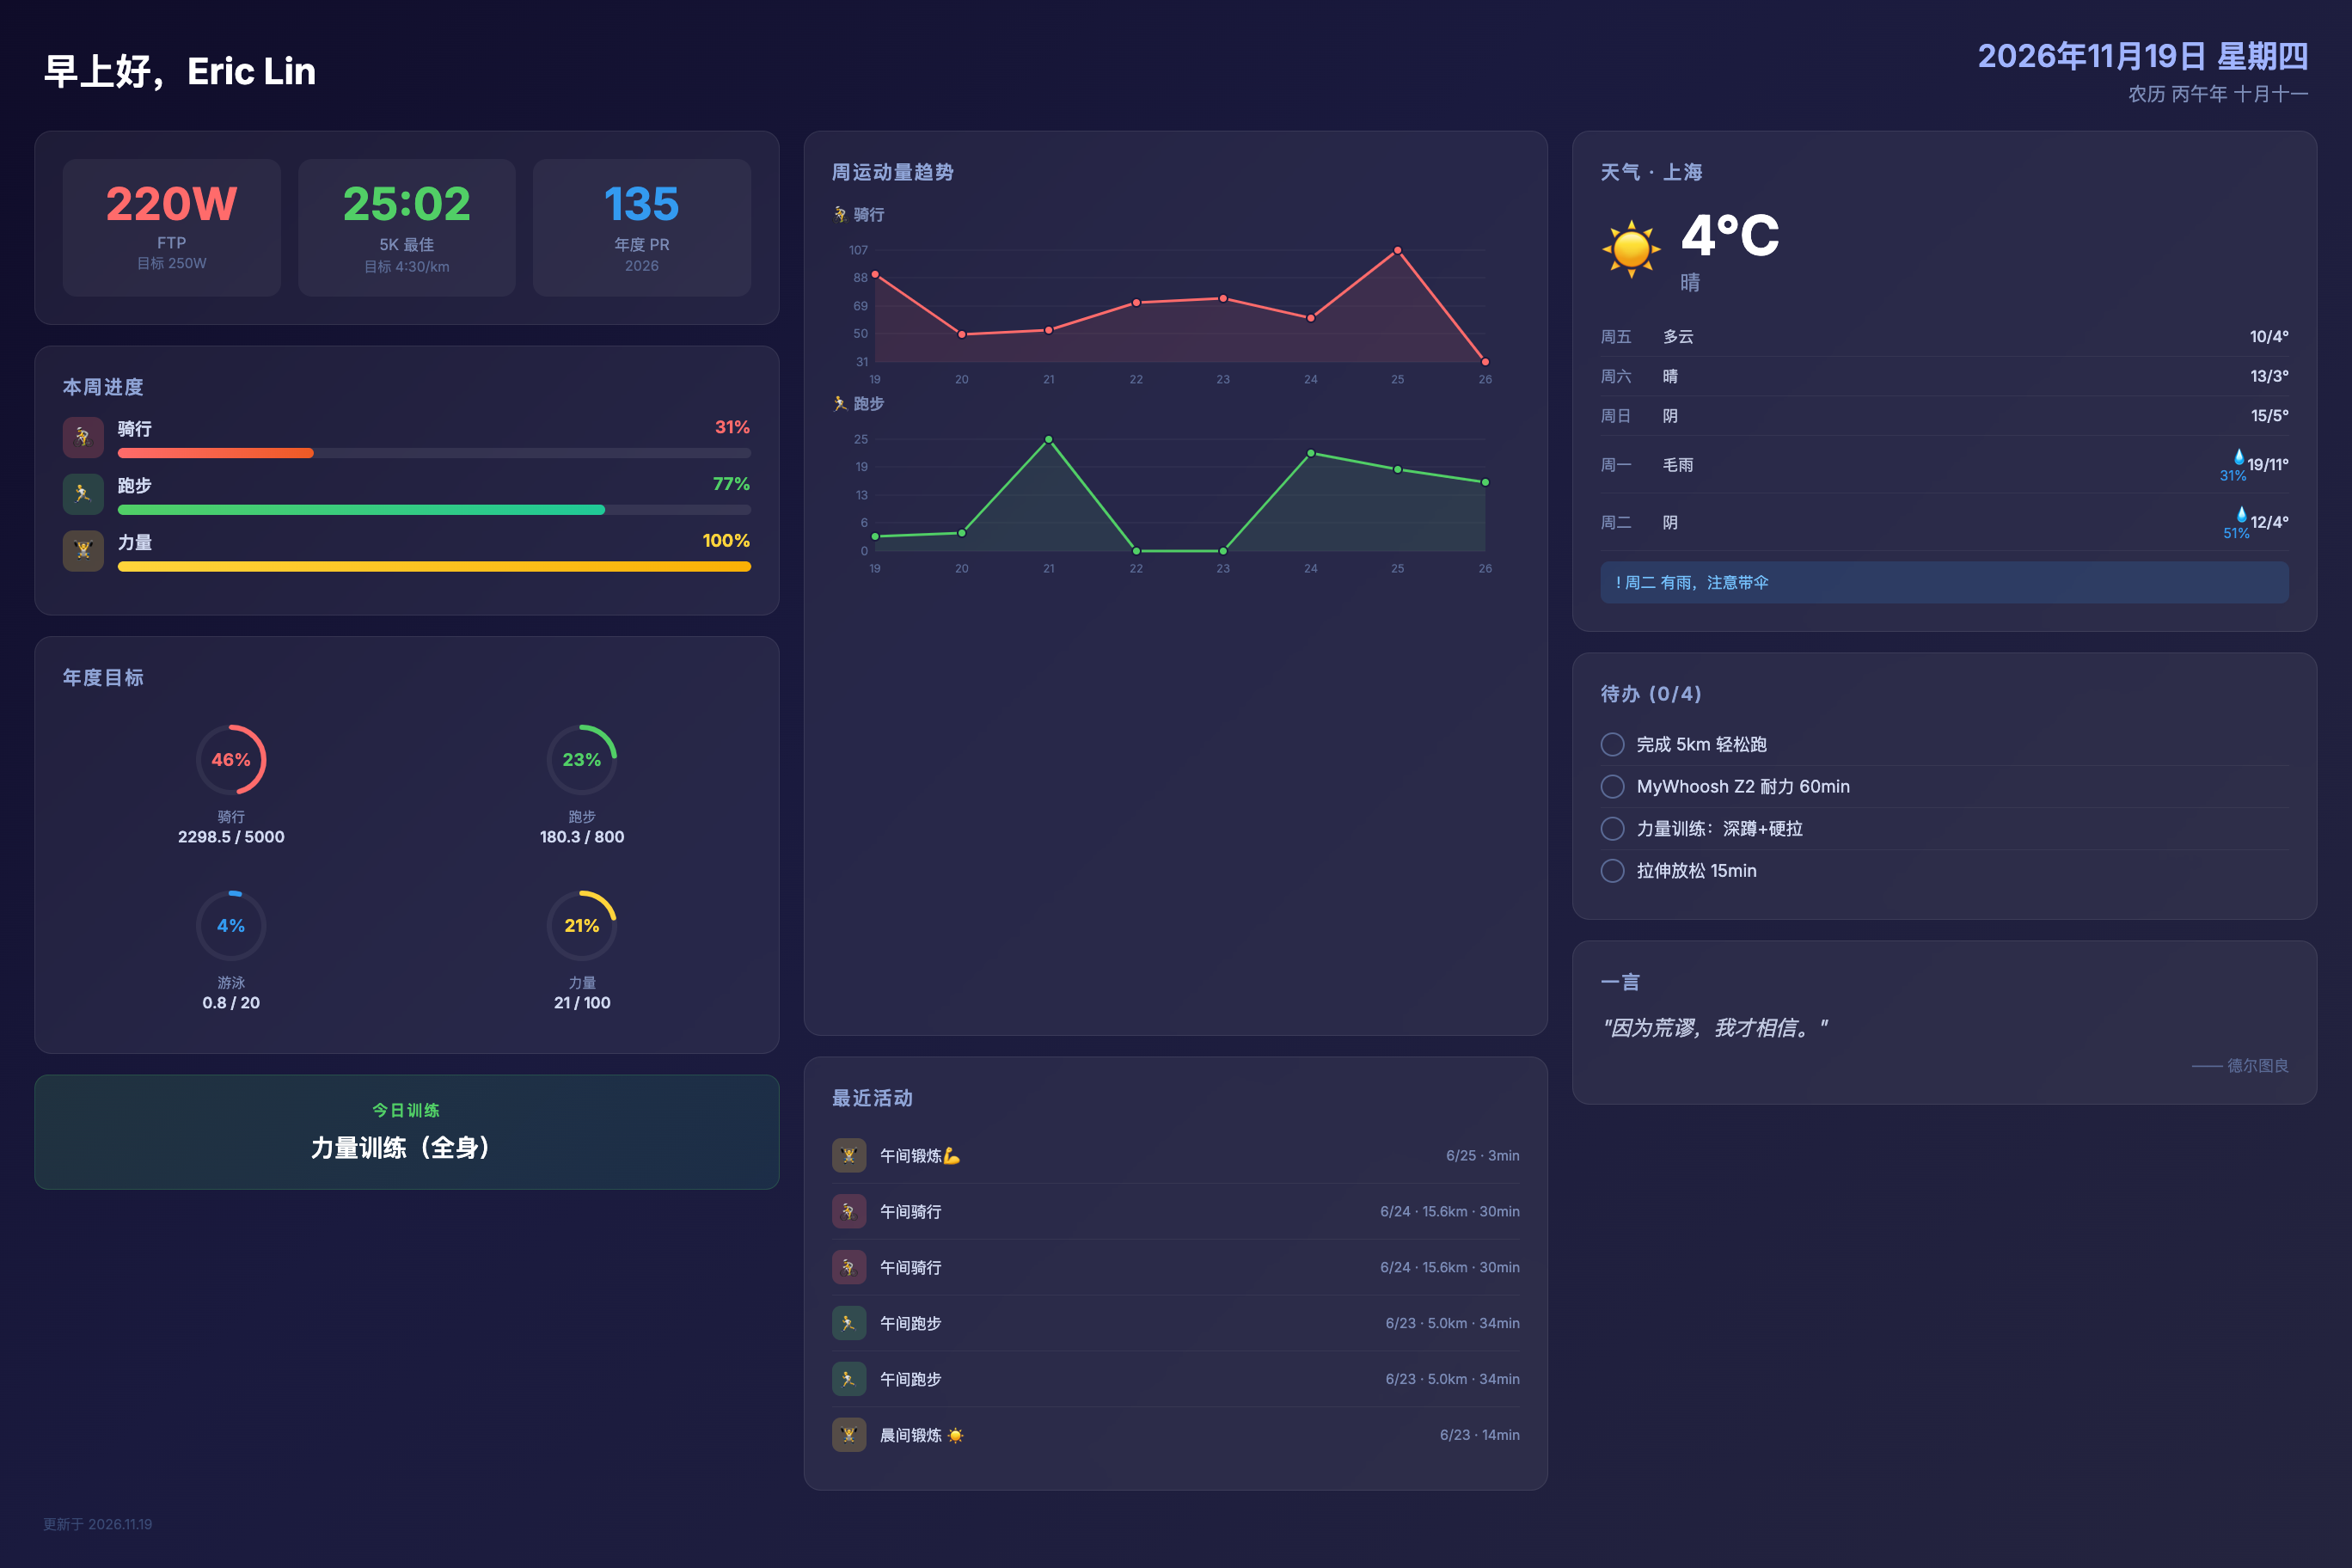 早上好，Eric Lin
2026年11月19日 星期四
农历 丙午年 十月十一
220W
FTP
目标 250W
25:02
5K 最佳
目标 4:30/km
135
年度 PR
2026
本周进度
骑行 31%
跑步 77%
力量 100%
年度目标
46%
骑行
2298.5 / 5000
23%
跑步
180.3 / 800
4%
游泳
0.8 / 20
21%
力量
21 / 100
今日训练
力量训练（全身）
周运动量趋势
骑行
107
88
69
50
31
19 20 21 22 23 24 25 26
跑步
25
19
13
6
0
19 20 21 22 23 24 25 26
最近活动
午间锻炼💪 6/25 · 3min
午间骑行 6/24 · 15.6km · 30min
午间骑行 6/24 · 15.6km · 30min
午间跑步 6/23 · 5.0km · 34min
午间跑步 6/23 · 5.0km · 34min
晨间锻炼 ☀️ 6/23 · 14min
天气 · 上海
4°C
晴
周五 多云 10/4°
周六 晴 13/3°
周日 阴 15/5°
周一 毛雨 💧31% 19/11°
周二 阴 💧51% 12/4°
! 周二 有雨，注意带伞
待办 (0/4)
完成 5km 轻松跑
MyWhoosh Z2 耐力 60min
力量训练：深蹲+硬拉
拉伸放松 15min
一言
"因为荒谬，我才相信。"
—— 德尔图良
更新于 2026.11.19